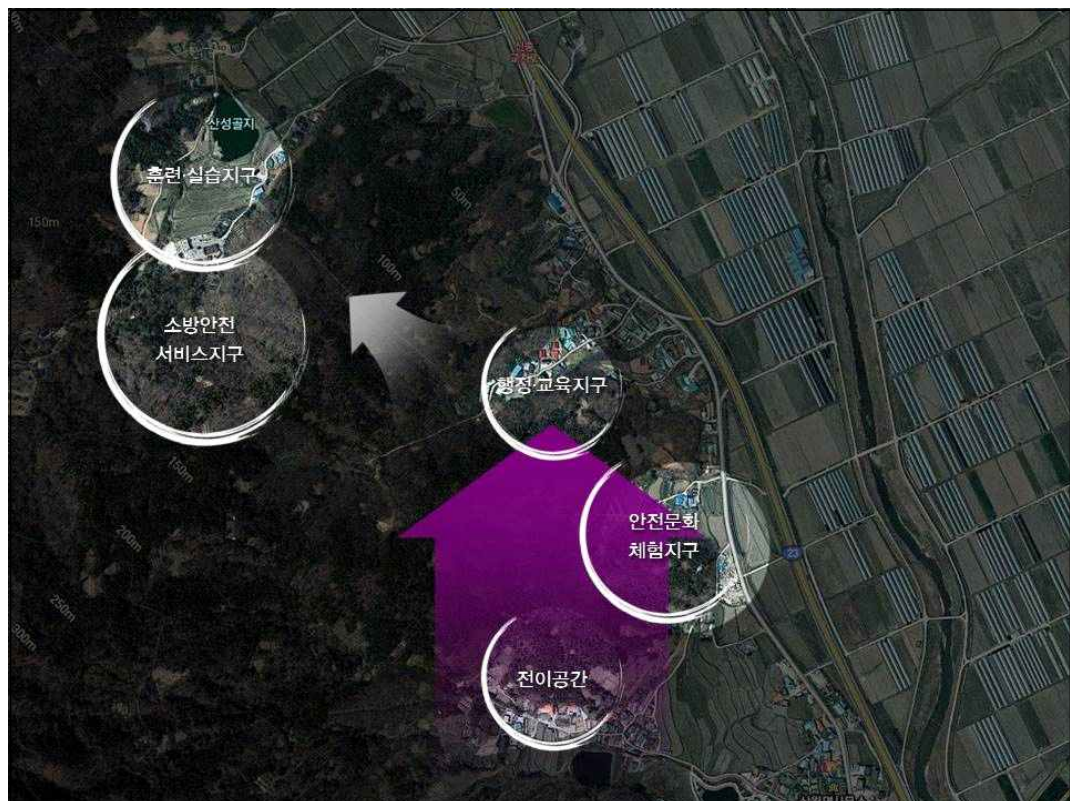 산성골지
훈련·실습지구
150m
50m
100m
소방안전
서비스지구
행정·교육지구
150m
안전문화
체험지구
200m
23
250m
300m
전이공간